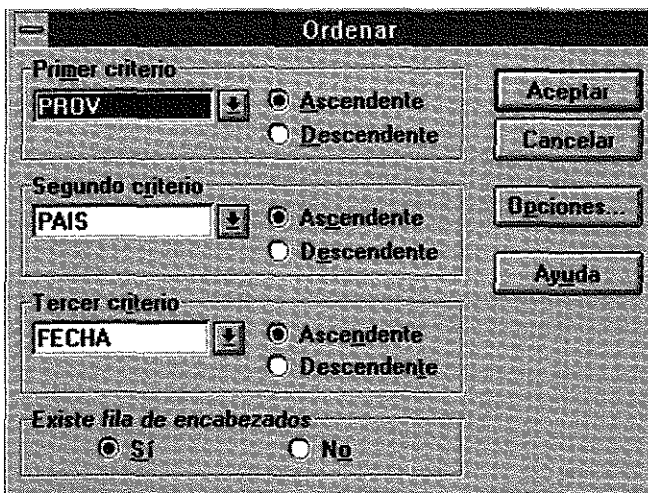 Ordenar
Primer criterio
PROV
Ascendente
Descendente
Segundo criterio
PAIS
Ascendente
Descendente
Tercer criterio
FECHA
Ascendente
Descendente
Existe fila de encabezados
Sí
No
Aceptar
Cancelar
Opciones...
Ayuda